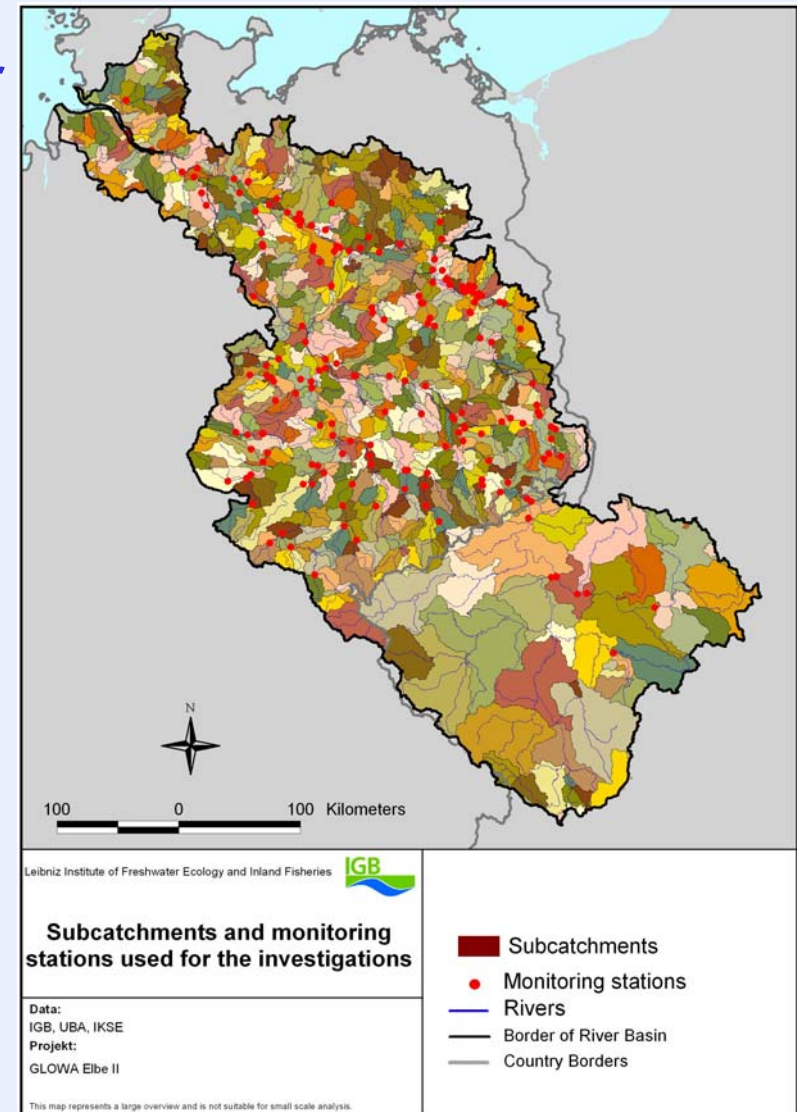 N
100 0 100 Kilometers
Leibniz Institute of Freshwater Ecology and Inland Fisheries
IGB
Subcatchments and monitoring
stations used for the investigations
Data:
IGB, UBA, IKSE
Projekt:
GLOWA Elbe II
This map represents a large overview and is not suitable for small scale analysis.
Subcatchments
Monitoring stations
Rivers
Border of River Basin
Country Borders